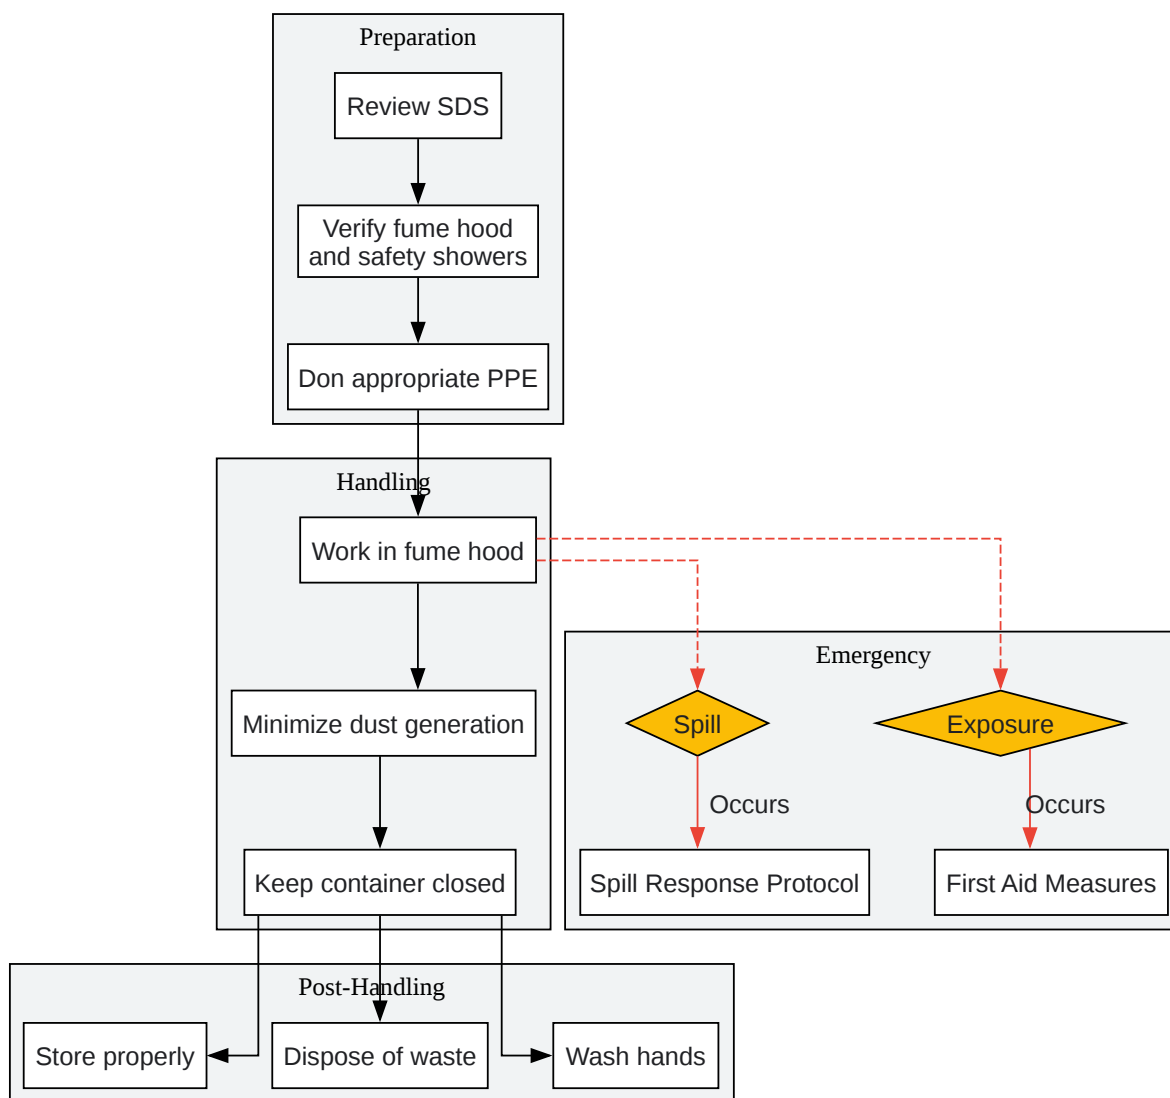 Preparation
Review SDS
Verify fume hood
and safety showers
Don appropriate PPE
Handling
Work in fume hood
Minimize dust generation
Keep container closed
Emergency
Spill
Exposure
Occurs
Occurs
Spill Response Protocol
First Aid Measures
Post-Handling
Store properly
Dispose of waste
Wash hands